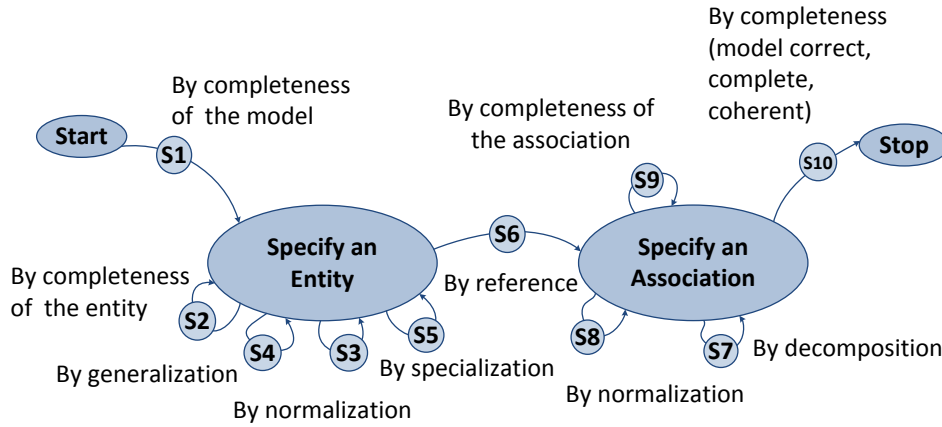 By completeness
(model correct,
complete,
coherent)
By completeness
of the model
By completeness of
the association
Start
S1
S10
Stop
S9
Specify an
Entity
S6
Specify an
Association
By completeness
of the entity
By reference
S2
S4
S3
S5
S8
S7
By generalization
By specialization
By decomposition
By normalization
By normalization